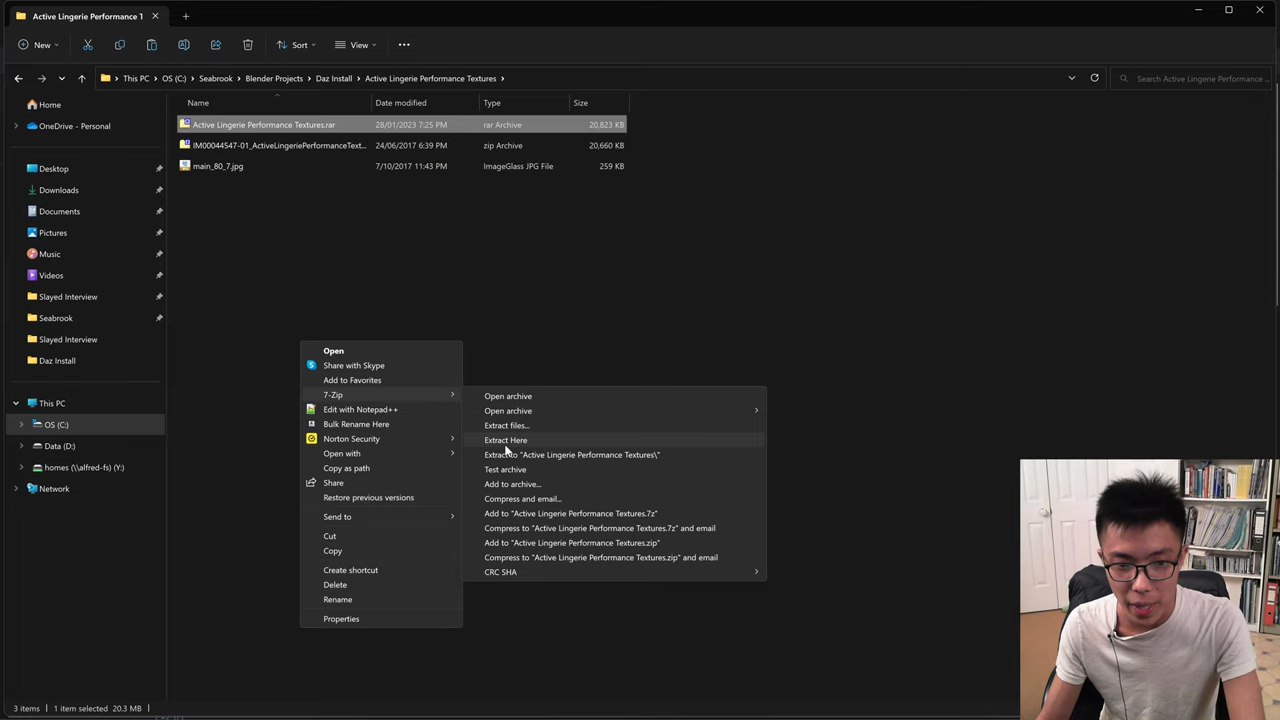 Active Lingerie Performance 1
New
Sort
View
This PC > OS (C:) > Seabrook > Blender Projects > Daz Install > Active Lingerie Performance Textures >
Search Active Lingerie Performance ...
Name
Date modified
Type
Size
Active Lingerie Performance Textures.rar
28/01/2023 7:25 PM
rar Archive
20,823 KB
IM00044547-01_ActiveLingeriePerformanceText...
24/06/2017 6:39 PM
zip Archive
20,660 KB
main_80_7.jpg
7/10/2017 11:43 PM
ImageGlass JPG File
259 KB
Home
OneDrive - Personal
Desktop
Downloads
Documents
Pictures
Music
Videos
Slayed Interview
Seabrook
Slayed Interview
Daz Install
This PC
OS (C:)
Data (D:)
homes (\\alfred-fs) (Y:)
Network
Open
Share with Skype
Add to Favorites
7-Zip
Edit with Notepad++
Bulk Rename Here
Norton Security
Open with
Copy as path
Share
Restore previous versions
Send to
Cut
Copy
Create shortcut
Delete
Rename
Properties
Open archive
Open archive
Extract files...
Extract Here
Extract to "Active Lingerie Performance Textures\"
Test archive
Add to archive...
Compress and email...
Add to "Active Lingerie Performance Textures.7z"
Compress to "Active Lingerie Performance Textures.7z" and email
Add to "Active Lingerie Performance Textures.zip"
Compress to "Active Lingerie Performance Textures.zip" and email
CRC SHA
3 items
1 item selected 20.3 MB